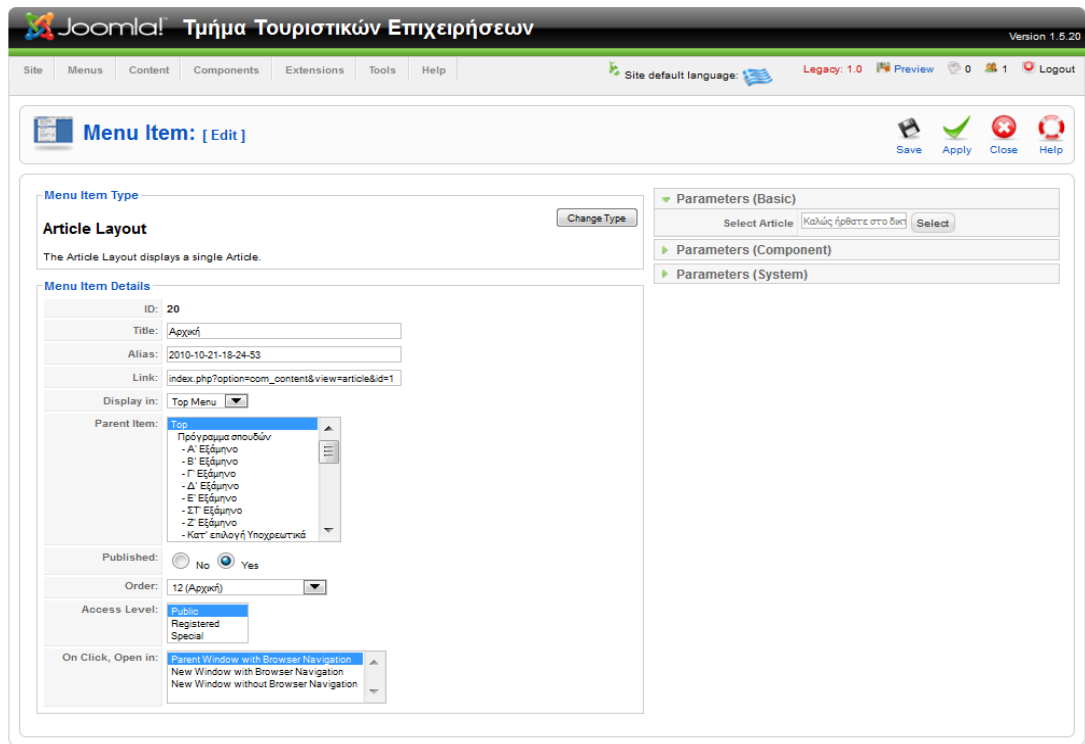 Joomla! Τμήμα Τουριστικών Επιχειρήσεων
Version 1.5.20
Site Menus Content Components Extensions Tools Help
Site default language:
Legacy: 1.0 Preview 0 1 Logout
Menu Item: [ Edit ]
Save Apply Close Help
Menu Item Type
Change Type
Article Layout
The Article Layout displays a single Article.
Menu Item Details
ID: 20
Title: Αρχική
Alias: 2010-10-21-18-24-53
Link: index.php?option=com_content&view=article&id=1
Display in: Top Menu
Parent Item: Top
Πρόγραμμα σπουδών
- Α' Εξάμηνο
- Β' Εξάμηνο
- Γ' Εξάμηνο
- Δ' Εξάμηνο
- Ε' Εξάμηνο
- ΣΤ' Εξάμηνο
- Ζ' Εξάμηνο
- Κατ' επιλογή Υποχρεωτικά
Published: No Yes
Order: 12 (Αρχική)
Access Level: Public
Registered
Special
On Click, Open in: Parent Window with Browser Navigation
New Window with Browser Navigation
New Window without Browser Navigation
Parameters (Basic)
Select Article Καλώς ήρθατε στο δικτ Select
Parameters (Component)
Parameters (System)